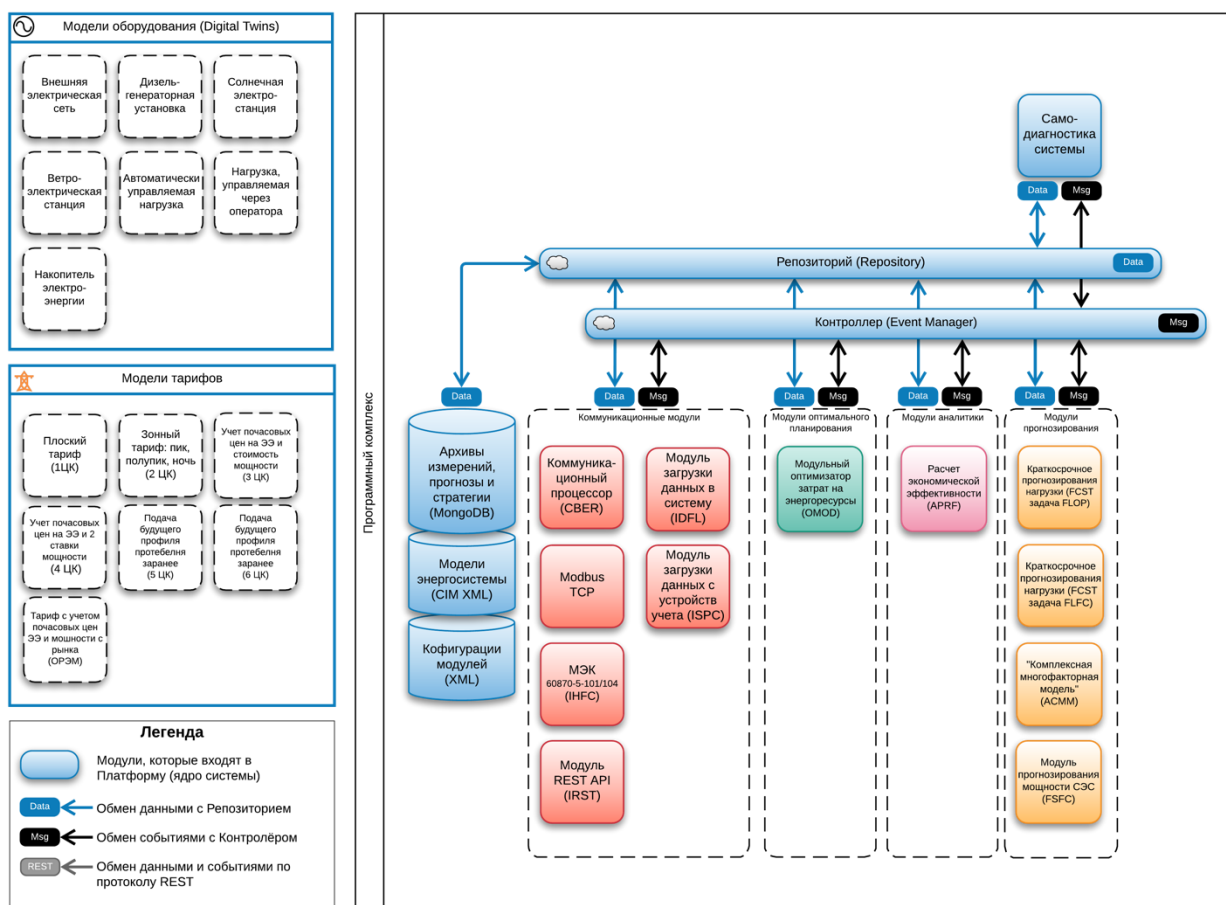 Модели оборудования (Digital Twins)
Внешняя
электрическая
сеть
Дизель-
генераторная
установка
Солнечная
электро-
станция
Ветро-
электрическая
станция
Автоматически
управляемая
нагрузка
Нагрузка,
управляемая
через
оператора
Накопитель
электро-
энергии
Модели тарифов
Плоский
тариф
(1ЦК)
Зонный
тариф: пик,
полупик, ночь
(2 ЦК)
Учет почасовых
цен на ЭЭ и
стоимость
мощности
(3 ЦК)
Учет почасовых
цен на ЭЭ и 2
ставки
мощности
(4 ЦК)
Подача
будущего
профиля
протебелня
заранее
(5 ЦК)
Подача
будущего
профиля
протебелня
заранее
(6 ЦК)
Тариф с учетом
почасовых цен
ЭЭ и мошности с
рынка
(ОРЭМ)
Легенда
Модули, которые входят в
Платформу (ядро системы)
Data
Обмен данными с Репозиторием
Msg
Обмен событиями с Контролёром
REST
Обмен данными и событиями по
протоколу REST
Программный комплекс
Само-
диагностика
системы
Data
Msg
Репозиторий (Repository)
Data
Контроллер (Event Manager)
Msg
Data
Data
Msg
Data
Msg
Data
Msg
Data
Msg
Архивы
измерений,
прогнозы и
стратегии
(MongoDB)
Модели
энергосистемы
(CIM XML)
Кофигурации
модулей
(XML)
Коммуникационные модули
Коммуника-
ционный
процессор
(CBER)
Модуль
загрузки
данных в
систему
(IDFL)
Modbus
TCP
Модуль
загрузки
данных с
устройств
учета (ISPC)
МЭК
60870-5-101/104
(IHFC)
Модуль
REST API
(IRST)
Модули оптимального
планирования
Модульный
оптимизатор
затрат на
энергоресурсы
(OMOD)
Модули аналитики
Расчет
экономической
эффективности
(APRF)
Модули
прогнозирования
Краткосрочное
прогнозирования
нагрузки (FCST
задача FLOP)
Краткосрочное
прогнозирования
нагрузки (FCST
задача FLFC)
"Комплексная
многофакторная
модель"
(ACMM)
Модуль
прогнозирования
мощности СЭС
(FSFC)